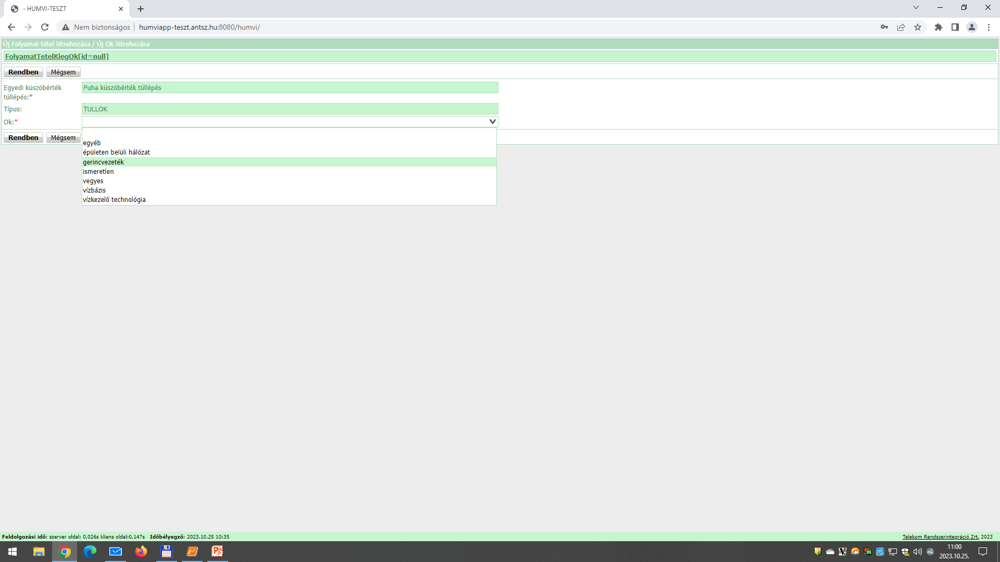 - HUMVI-TESZT
Nem biztonságos humviapp-teszt.antsz.hu:8080/humvi/
Új Folyamat-tétel létrehozása / Új Ok létrehozása
FolyamatTetelKiegOk[id=null]
Rendben Mégsem
Egyedi küszöbérték túllépés:* Puha küszöbérték túllépés
Típus: TULLOK
Ok:*
Rendben Mégsem
egyéb
épületen belüli hálózat
gerincvezeték
ismeretlen
vegyes
vízbázis
vízkezelő technológia
Feldolgozási idő: szerver oldal: 0,026s kliens oldal:0,147s Időbélyegző: 2023.10.25 10:35
Telekom Rendszerintegráció Zrt. 2023
11:00
2023.10.25.